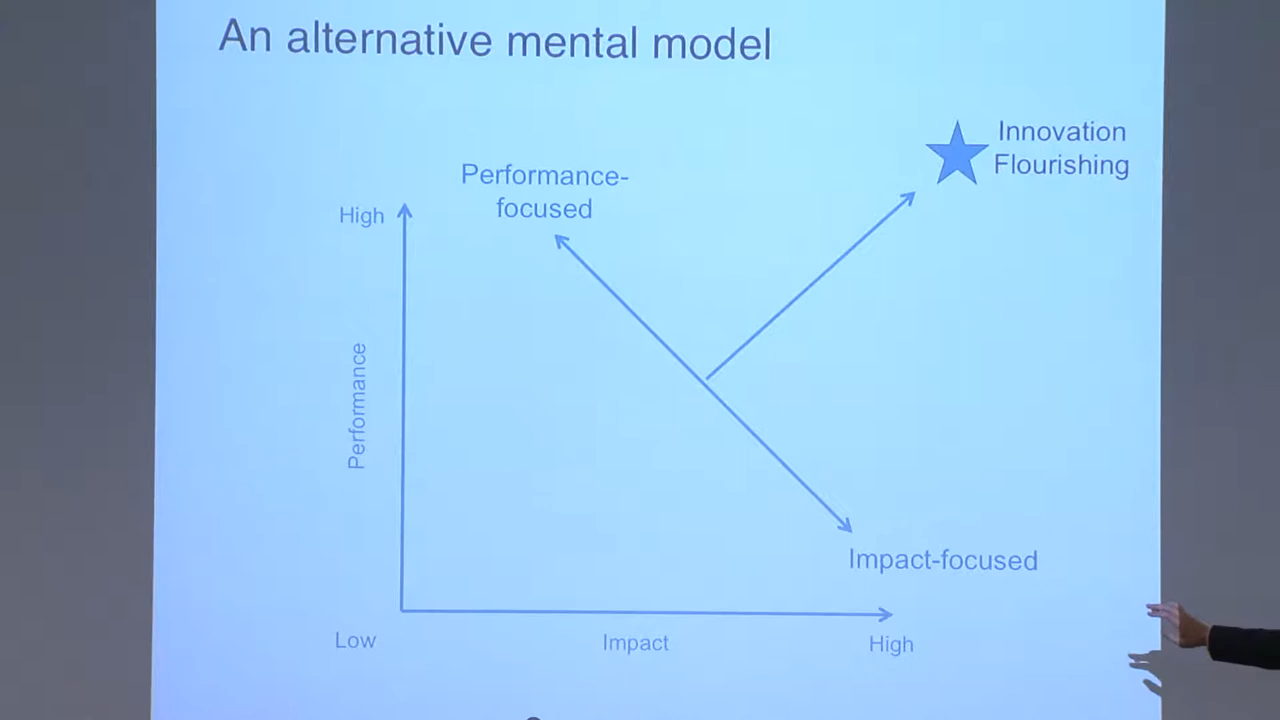 An alternative mental model
Innovation
Flourishing
Performance-
focused
High
Performance
Impact-focused
Low
Impact
High